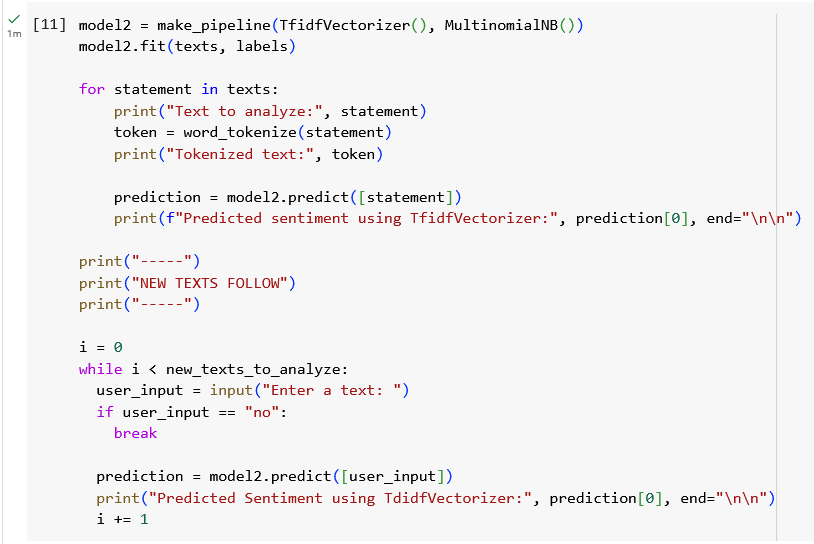 [11] model2 = make_pipeline(TfidfVectorizer(), MultinomialNB())
1m model2.fit(texts, labels)
for statement in texts:
print("Text to analyze:", statement)
token = word_tokenize(statement)
print("Tokenized text:", token)
prediction = model2.predict([statement])
print(f"Predicted sentiment using TfidfVectorizer:", prediction[0], end="\n\n")
print("-----")
print("NEW TEXTS FOLLOW")
print("-----")
i = 0
while i < new_texts_to_analyze:
user_input = input("Enter a text: ")
if user_input == "no":
break
prediction = model2.predict([user_input])
print("Predicted Sentiment using TdidfVectorizer:", prediction[0], end="\n\n")
i += 1